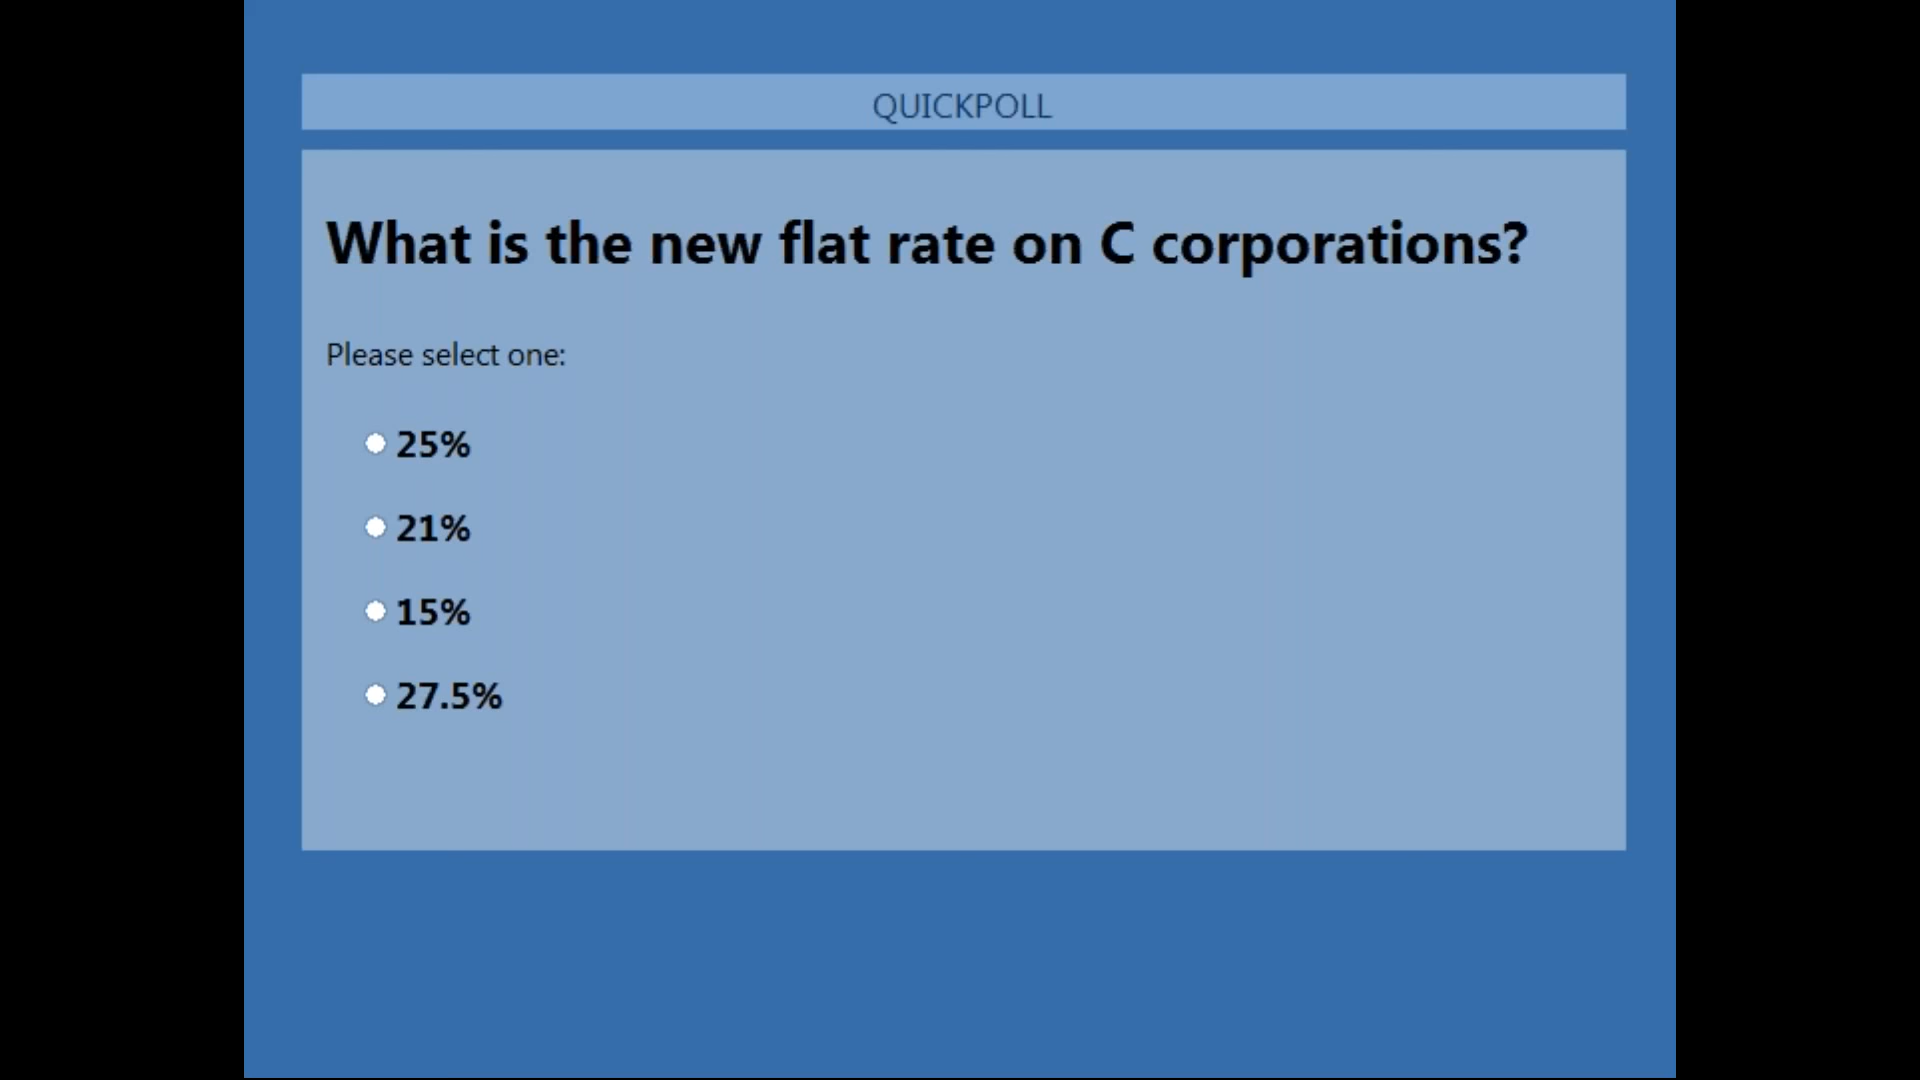 QUICKPOLL
What is the new flat rate on C corporations?
Please select one:
25%
21%
15%
27.5%